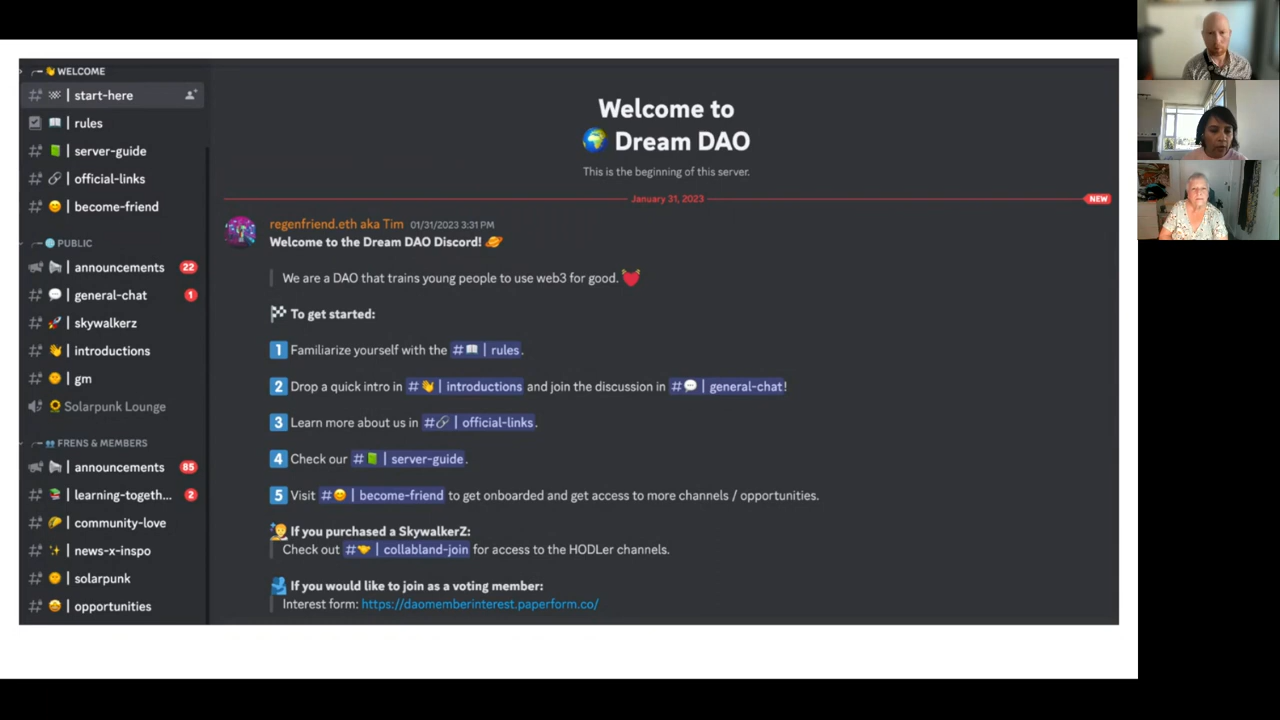 WELCOME
# | start-here
| rules
# | server-guide
# | official-links
# | become-friend
PUBLIC
| announcements 22
# | general-chat 1
# | skywalkerz
# | introductions
# | gm
Solarpunk Lounge
FRENS & MEMBERS
| announcements 85
# | learning-togeth... 2
# | community-love
# | news-x-inspo
# | solarpunk
# | opportunities
Welcome to
🌍 Dream DAO
This is the beginning of this server.
January 31, 2023 NEW
regenfriend.eth aka Tim 01/31/2023 3:31 PM
Welcome to the Dream DAO Discord! 🪐
We are a DAO that trains young people to use web3 for good. 💓
🏁 To get started:
1 Familiarize yourself with the # 📖 | rules.
2 Drop a quick intro in # 👋 | introductions and join the discussion in # 💬 | general-chat!
3 Learn more about us in # 🔗 | official-links.
4 Check our # 📗 | server-guide.
5 Visit # 😊 | become-friend to get onboarded and get access to more channels / opportunities.
If you purchased a SkywalkerZ:
Check out # 🤝 | collabland-join for access to the HODLer channels.
If you would like to join as a voting member:
Interest form: https://daomemberinterest.paperform.co/